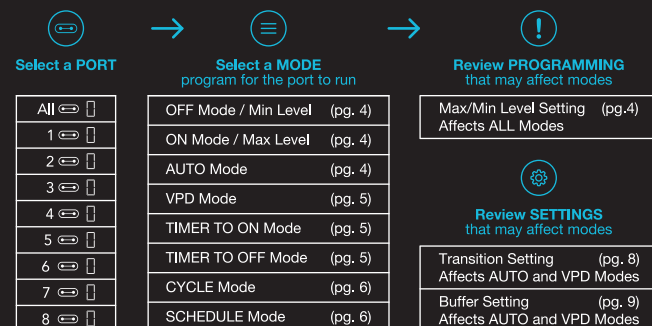 Select a PORT
All
1
2
3
4
5
6
7
8
Select a MODE
program for the port to run
OFF Mode / Min Level (pg. 4)
ON Mode / Max Level (pg. 4)
AUTO Mode (pg. 4)
VPD Mode (pg. 5)
TIMER TO ON Mode (pg. 5)
TIMER TO OFF Mode (pg. 5)
CYCLE Mode (pg. 6)
SCHEDULE Mode (pg. 6)
Review PROGRAMMING
that may affect modes
Max/Min Level Setting (pg.4)
Affects ALL Modes
Review SETTINGS
that may affect modes
Transition Setting (pg. 8)
Affects AUTO and VPD Modes
Buffer Setting (pg. 9)
Affects AUTO and VPD Modes